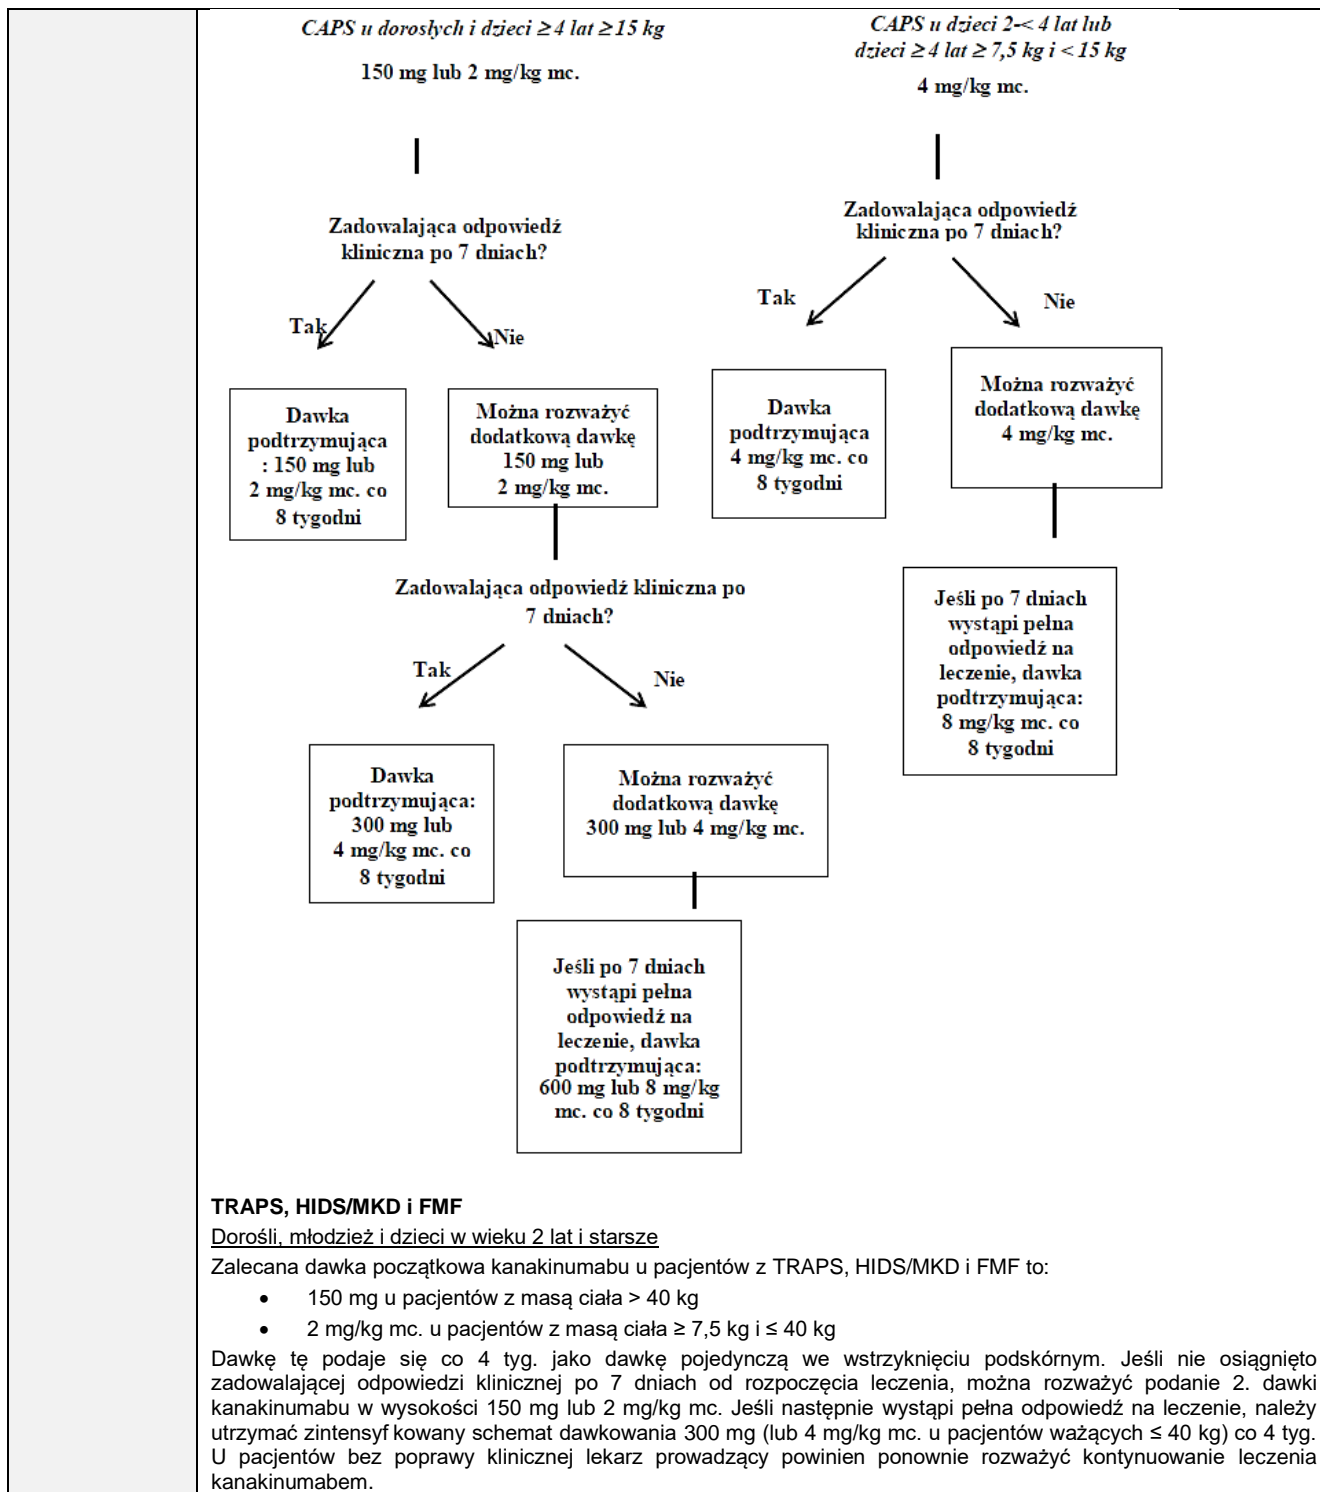 CAPS u dorosłych i dzieci ≥4 lat ≥15 kg
150 mg lub 2 mg/kg mc.
Zadowalająca odpowiedź
kliniczna po 7 dniach?
Tak
Nie
Dawka
podtrzymująca
: 150 mg lub
2 mg/kg mc. co
8 tygodni
Można rozważyć
dodatkową dawkę
150 mg lub
2 mg/kg mc.
Zadowalająca odpowiedź kliniczna po
7 dniach?
Tak
Nie
Dawka
podtrzymująca:
300 mg lub
4 mg/kg mc. co
8 tygodni
Można rozważyć
dodatkową dawkę
300 mg lub 4 mg/kg mc.
Jeśli po 7 dniach
wystąpi pełna
odpowiedź na
leczenie, dawka
podtrzymująca:
600 mg lub 8 mg/kg
mc. co 8 tygodni
CAPS u dzieci 2-< 4 lat lub
dzieci ≥4 lat ≥ 7,5 kg i < 15 kg
4 mg/kg mc.
Zadowalająca odpowiedź
kliniczna po 7 dniach?
Tak
Nie
Dawka
podtrzymująca
4 mg/kg mc. co
8 tygodni
Można rozważyć
dodatkową dawkę
4 mg/kg mc.
Jeśli po 7 dniach
wystąpi pełna
odpowiedź na
leczenie, dawka
podtrzymująca:
8 mg/kg mc. co
8 tygodni
TRAPS, HIDS/MKD i FMF
Dorośli, młodzież i dzieci w wieku 2 lat i starsze
Zalecana dawka początkowa kanakinumabu u pacjentów z TRAPS, HIDS/MKD i FMF to:
• 150 mg u pacjentów z masą ciała > 40 kg
• 2 mg/kg mc. u pacjentów z masą ciała ≥ 7,5 kg i ≤ 40 kg
Dawkę tę podaje się co 4 tyg. jako dawkę pojedynczą we wstrzyknięciu podskórnym. Jeśli nie osiągnięto
zadowalającej odpowiedzi klinicznej po 7 dniach od rozpoczęcia leczenia, można rozważyć podanie 2. dawki
kanakinumabu w wysokości 150 mg lub 2 mg/kg mc. Jeśli następnie wystąpi pełna odpowiedź na leczenie, należy
utrzymać zintensyf kowany schemat dawkowania 300 mg (lub 4 mg/kg mc. u pacjentów ważących ≤ 40 kg) co 4 tyg.
U pacjentów bez poprawy klinicznej lekarz prowadzący powinien ponownie rozważyć kontynuowanie leczenia
kanakinumabem.